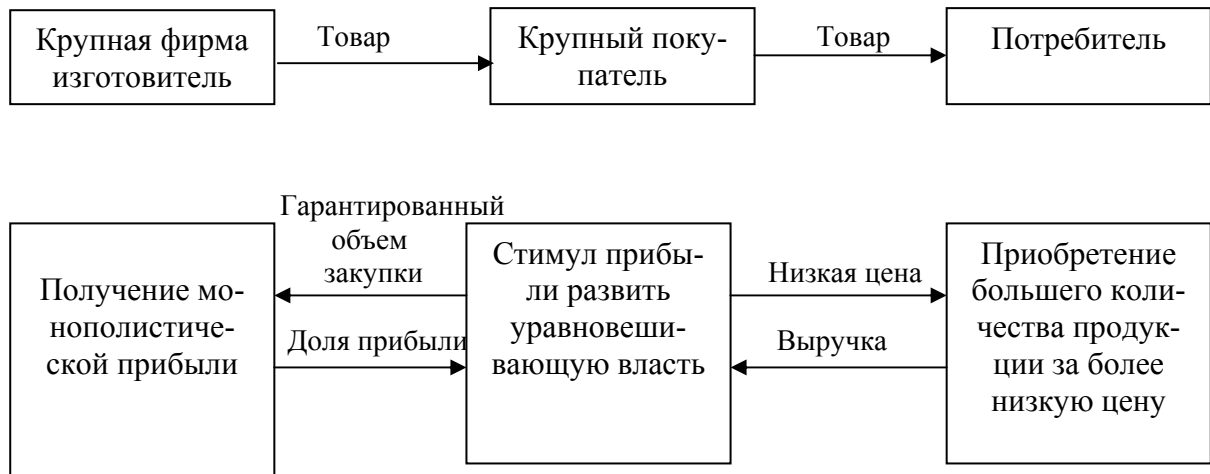 Крупная фирма
изготовитель
Товар
Крупный поку-
патель
Товар
Потребитель
Получение мо-
нополистиче-
ской прибыли
Гарантированный
объем
закупки
Доля прибыли
Стимул прибы-
ли развить
уравновеши-
вающую власть
Низкая цена
Выручка
Приобретение
большего коли-
чества продук-
ции за более
низкую цену